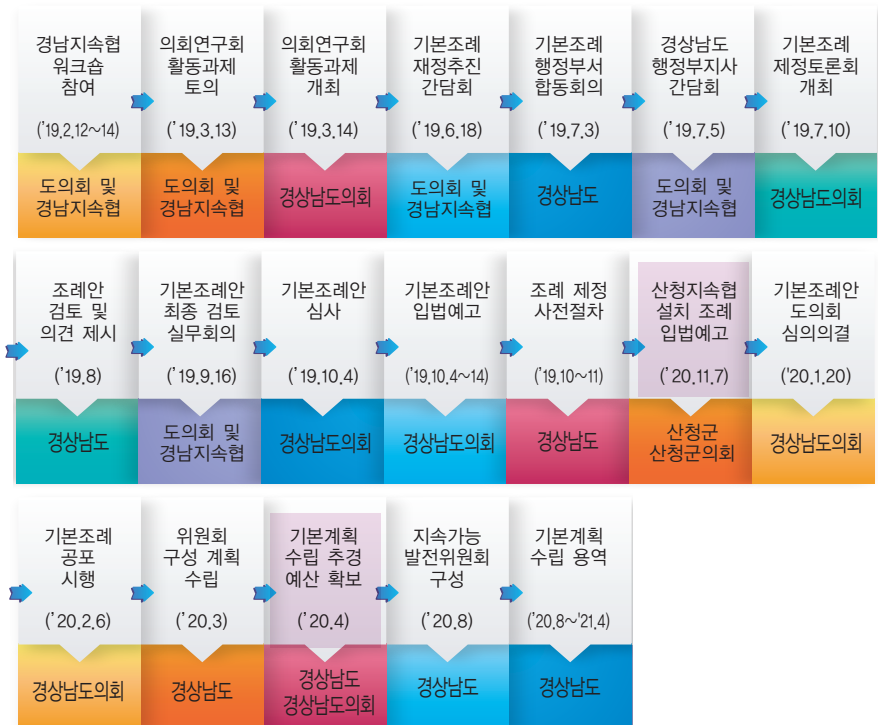 경남지속협
워크숍
참여
('19.2.12~14)
도의회 및
경남지속협
의회연구회
활동과제
토의
('19.3.13)
도의회 및
경남지속협
의회연구회
활동과제
개최
('19.3.14)
경상남도의회
기본조례
재정추진
간담회
('19.6.18)
도의회 및
경남지속협
기본조례
행정부서
합동회의
('19.7.3)
경상남도
경상남도
행정부지사
간담회
('19.7.5)
도의회 및
경남지속협
기본조례
제정토론회
개최
('19.7.10)
경상남도의회
조례안
검토 및
의견 제시
('19.8)
경상남도
기본조례안
최종 검토
실무회의
('19.9.16)
도의회 및
경남지속협
기본조례안
심사
('19.10.4)
경상남도의회
기본조례안
입법예고
('19.10.4~14)
경상남도의회
조례 제정
사전절차
('19.10~11)
경상남도
산청지속협
설치 조례
입법예고
('20.11.7)
산청군
산청군의회
기본조례안
도의회
심의의결
('20.1.20)
경상남도의회
기본조례
공포
시행
('20.2.6)
경상남도의회
위원회
구성 계획
수립
('20.3)
경상남도
기본계획
수립 추경
예산 확보
('20.4)
경상남도
경상남도의회
지속가능
발전위원회
구성
('20.8)
경상남도
기본계획
수립 용역
('20.8~'21.4)
경상남도